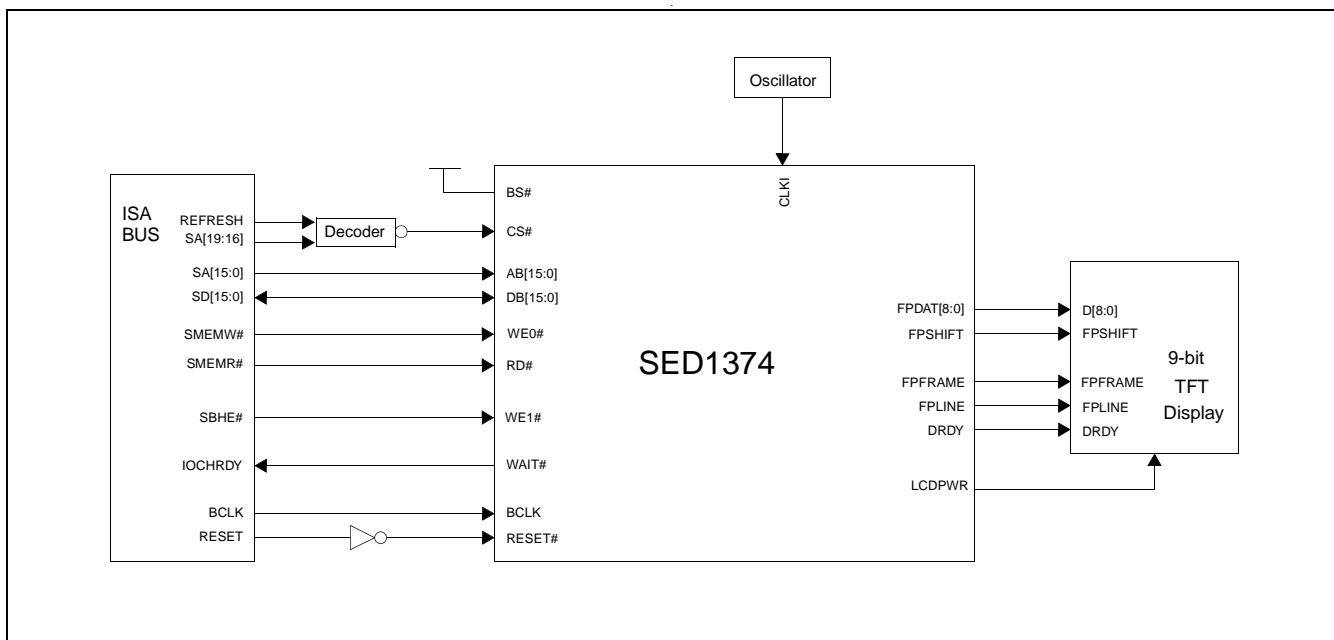 Oscillator
CLKI
ISA
BUS
REFRESH
SA[19:16]
Decoder
SA[15:0]
SD[15:0]
SMEMW#
SMEMR#
SBHE#
IOCHRDY
BCLK
RESET
BS#
CS#
AB[15:0]
DB[15:0]
WE0#
RD#
WE1#
WAIT#
BCLK
RESET#
SED1374
FPDAT[8:0]
FPSHIFT
FPFRAME
FPLINE
DRDY
LCDPWR
D[8:0]
FPSHIFT
FPFRAME
FPLINE
DRDY
9-bit
TFT
Display